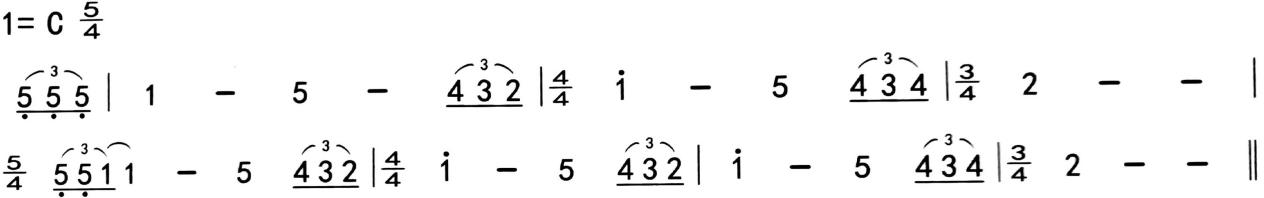 1= C 5/4
5̣ 5̣ 5̣ | 1 - 5 - 4 3 2 | 4/4 i - 5 4 3 4 | 3/4 2 - - |
5/4 5̣ 5̣ 1 1 - 5 4 3 2 | 4/4 i - 5 4 3 2 | i - 5 4 3 4 | 3/4 2 - - ‖